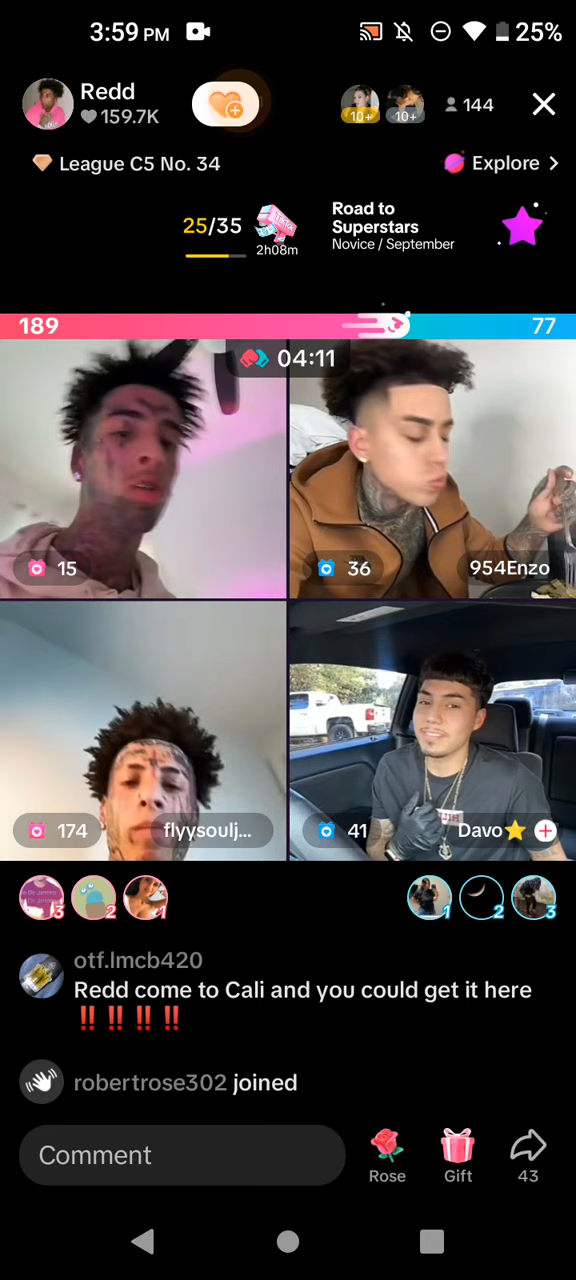 3:59 PM
25%
Redd
159.7K
10+
10+
144
League C5 No. 34
Explore
25/35
TikTok
2h08m
Road to
Superstars
Novice / September
189
77
04:11
15
36
954Enzo
174
flyysoulj...
41
Davo⭐
3
2
1
1
2
3
otf.lmcb420
Redd come to Cali and you could get it here
‼️‼️‼️‼️
robertrose302 joined
Comment
Rose
Gift
43